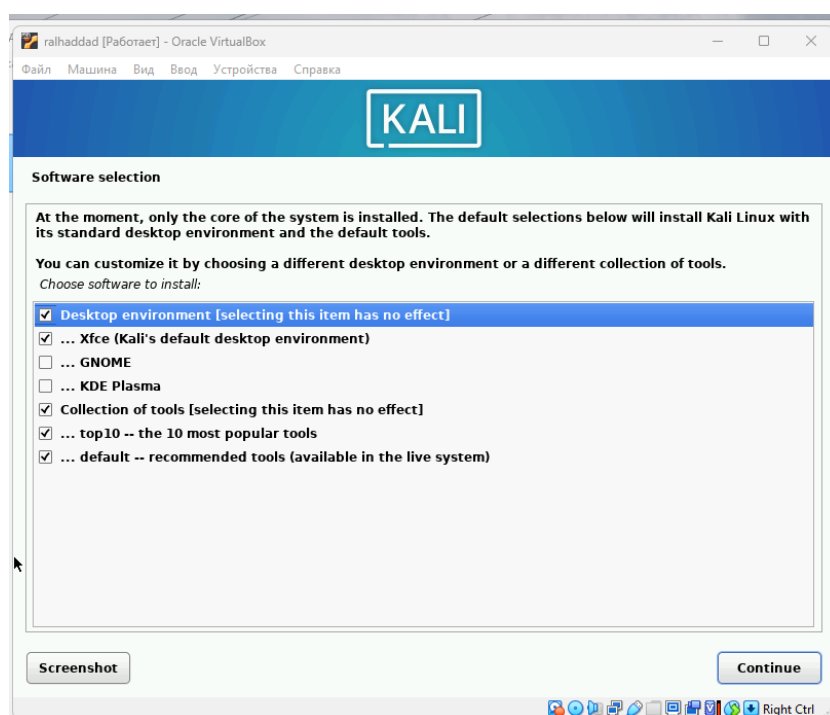 ralhaddad [Работает] - Oracle VirtualBox
Файл Машина Вид Ввод Устройства Справка
KALI
Software selection
At the moment, only the core of the system is installed. The default selections below will install Kali Linux with
its standard desktop environment and the default tools.
You can customize it by choosing a different desktop environment or a different collection of tools.
Choose software to install:
Desktop environment [selecting this item has no effect]
... Xfce (Kali's default desktop environment)
... GNOME
... KDE Plasma
Collection of tools [selecting this item has no effect]
... top10 -- the 10 most popular tools
... default -- recommended tools (available in the live system)
Screenshot
Continue
Right Ctrl